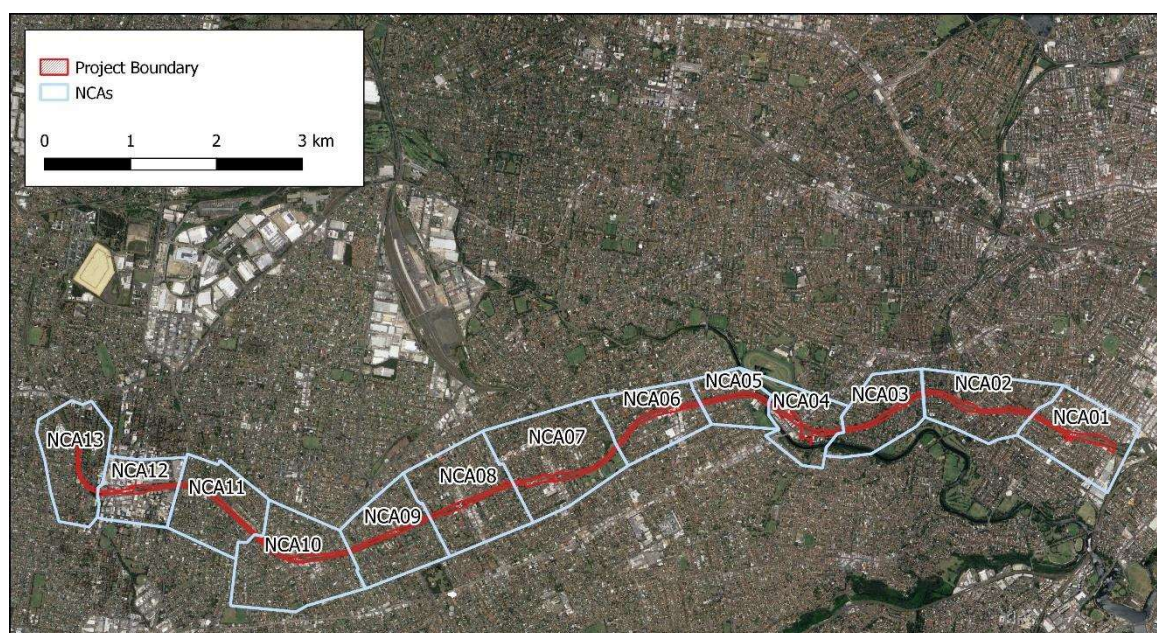 Project Boundary
NCAs
0 1 2 3 km
NCA05
NCA06
NCA04
NCA03
NCA02
NCA01
NCA07
NCA13
NCA12
NCA08
NCA11
NCA09
NCA10